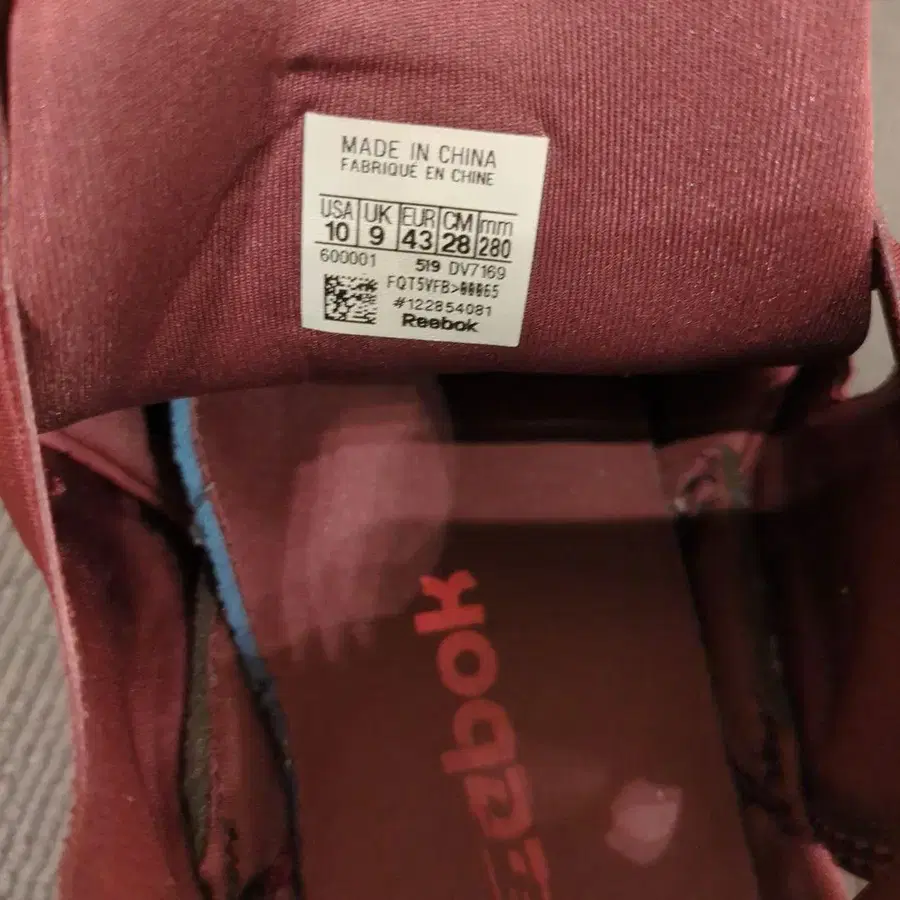 MADE IN CHINA
FABRIQUÉ EN CHINE
USA UK EUR CM mm
10 9 43 28 280
600001 519 DV7169
#122854081
Reebok
Reebok